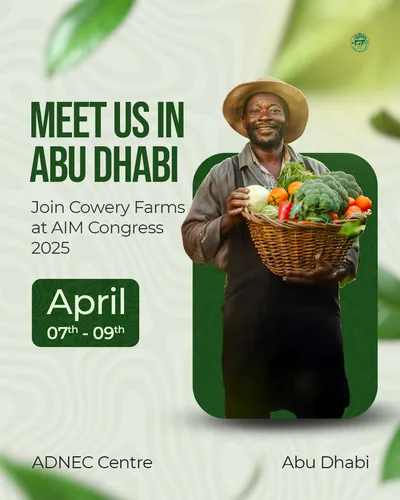 MEET US IN
ABU DHABI
Join Cowery Farms
at AIM Congress
2025
April
07th - 09th
ADNEC Centre
Abu Dhabi